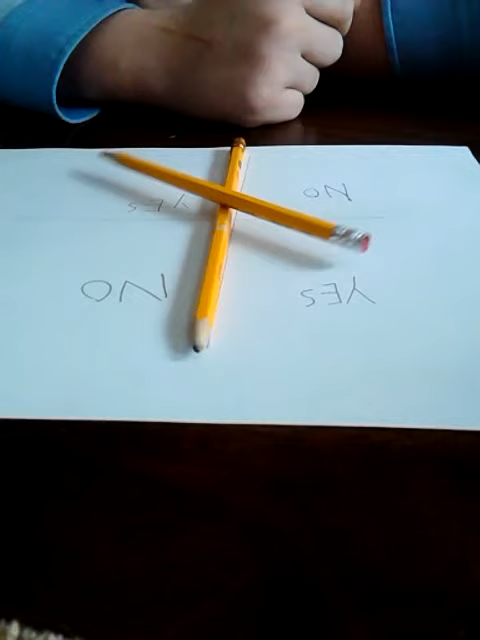 YES NO
NO YES